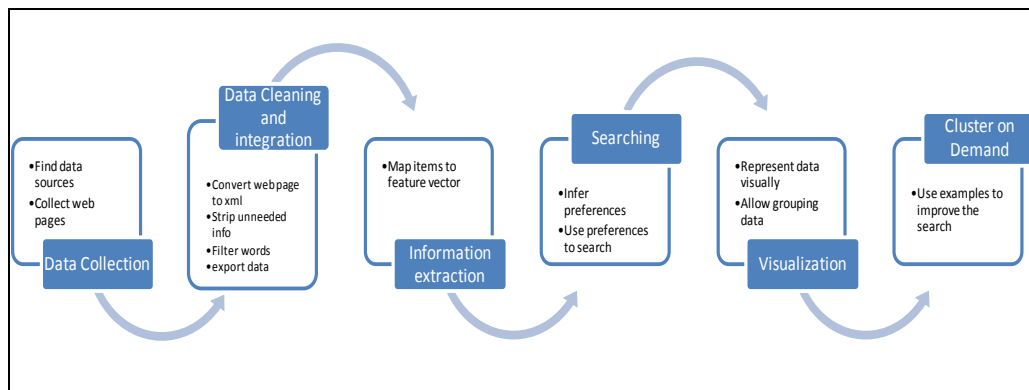 • Find data
sources
• Collect web
pages
Data Collection
Data Cleaning
and
integration
• Convert web page
to xml
• Strip unneeded
info
• Filter words
• export data
• Map items to
feature vector
Information
extraction
Searching
• Infer
preferences
• Use preferences
to search
• Represent data
visually
• Allow grouping
data
Visualization
Cluster on
Demand
• Use examples to
improve the
search